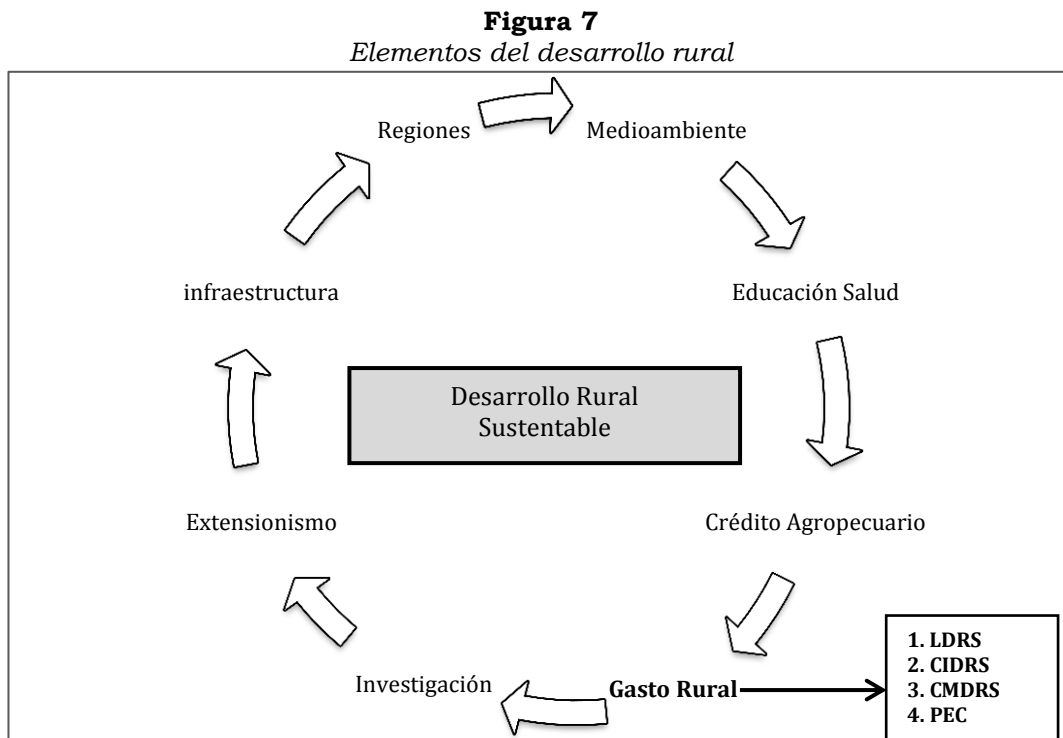 Figura 7
Elementos del desarrollo rural
Regiones
Medioambiente
infraestructura
Educación Salud
Desarrollo Rural
Sustentable
Extensionismo
Crédito Agropecuario
Investigación
Gasto Rural
1. LDRS
2. CIDRS
3. CMDRS
4. PEC